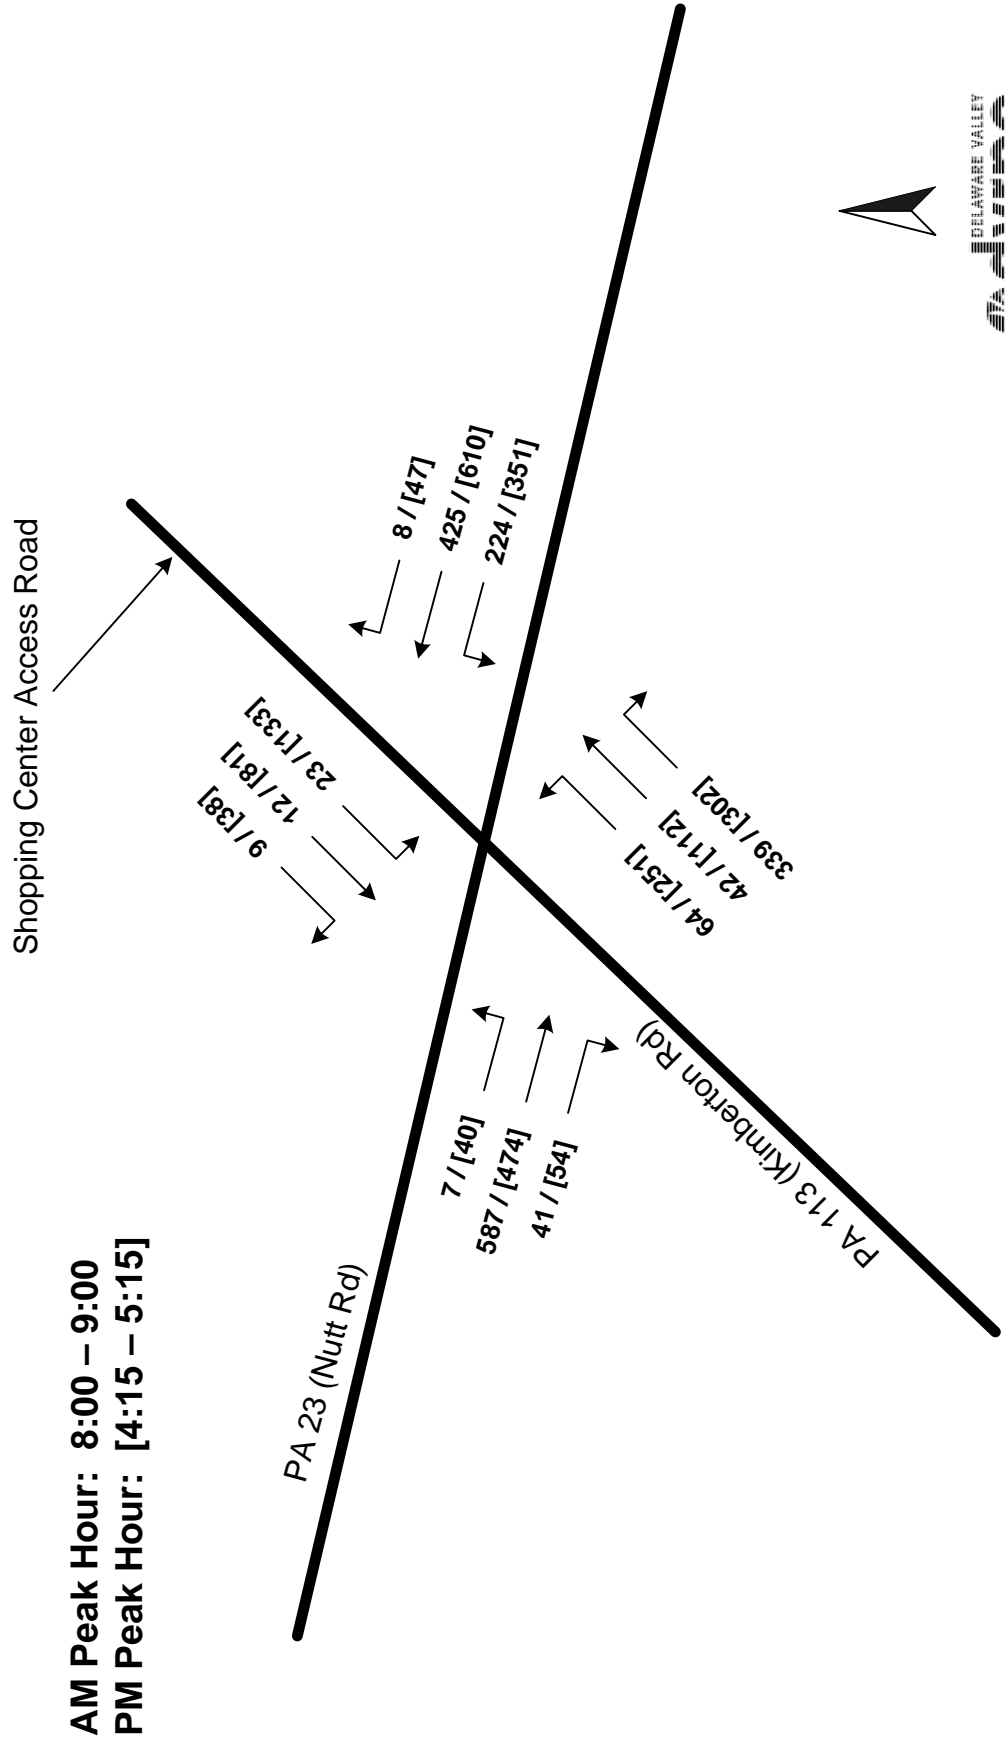 AM Peak Hour: 8:00 – 9:00
PM Peak Hour: [4:15 – 5:15]
Shopping Center Access Road
9 / [38]
12 / [81]
23 / [133]
8 / [47]
425 / [610]
224 / [351]
PA 23 (Nutt Rd)
7 / [40]
587 / [474]
41 / [54]
64 / [251]
42 / [112]
339 / [302]
PA 113 (Kimberton Rd)
DELAWARE VALLEY